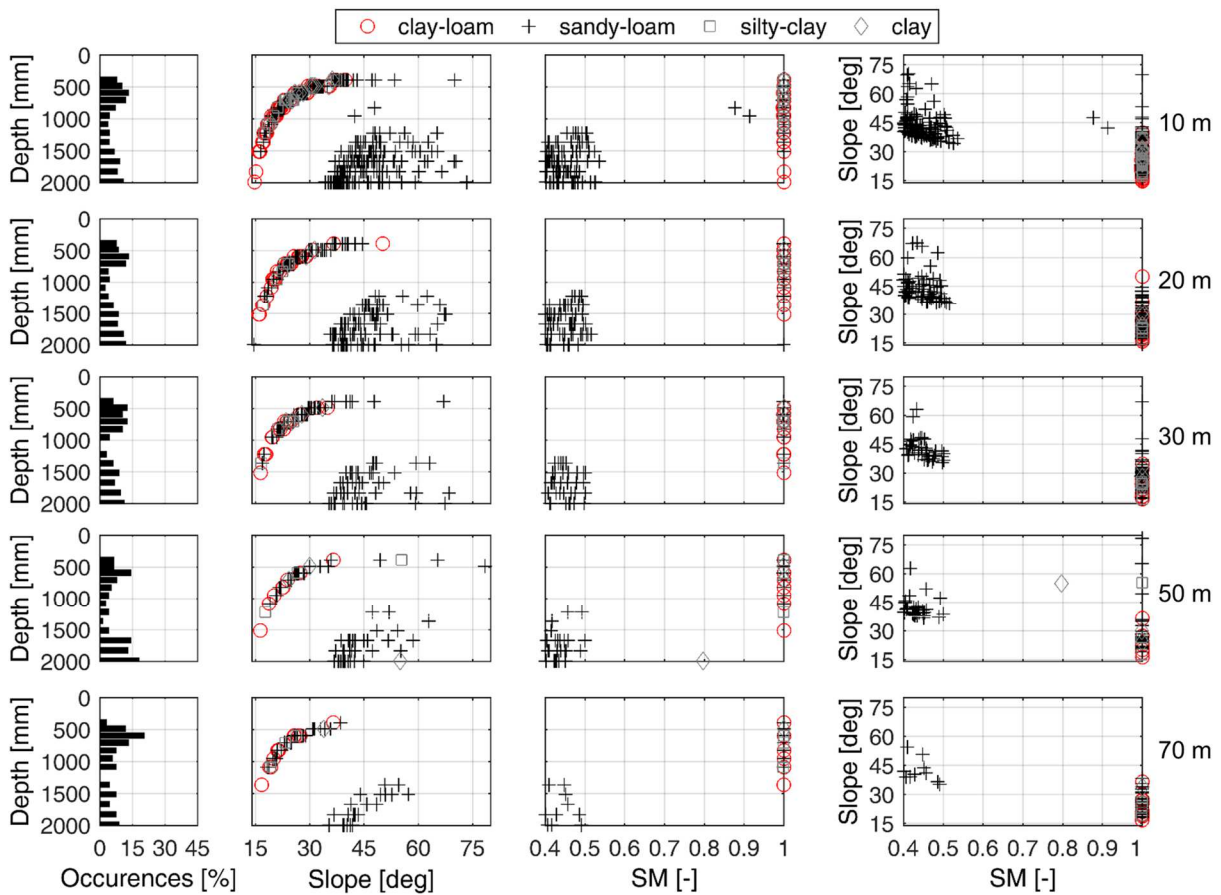 clay-loam sandy-loam silty-clay clay
Depth [mm] 0 500 1000 1500 2000
Slope [deg] 75 60 45 30 15
10 m
Depth [mm] 0 500 1000 1500 2000
Slope [deg] 75 60 45 30 15
20 m
Depth [mm] 0 500 1000 1500 2000
Slope [deg] 75 60 45 30 15
30 m
Depth [mm] 0 500 1000 1500 2000
Slope [deg] 75 60 45 30 15
50 m
Depth [mm] 0 500 1000 1500 2000
Slope [deg] 75 60 45 30 15
70 m
0 15 30 45 15 30 45 60 75 0.4 0.5 0.6 0.7 0.8 0.9 1 0.4 0.5 0.6 0.7 0.8 0.9 1
Occurences [%] Slope [deg] SM [-] SM [-]